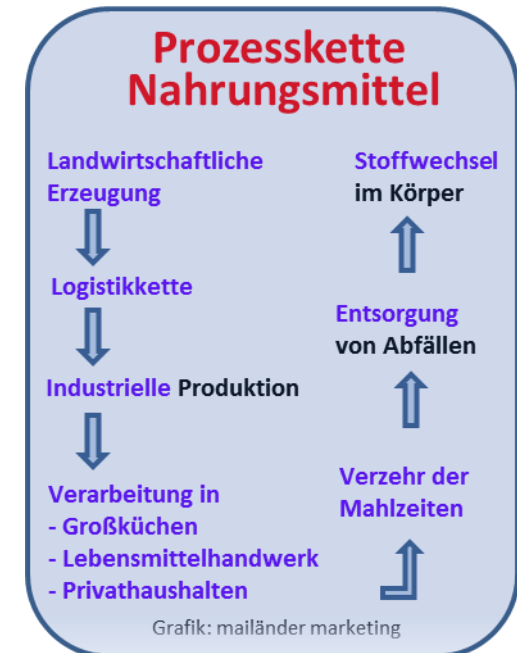 Prozesskette
Nahrungsmittel
Landwirtschaftliche
Erzeugung
Logistikkette
Industrielle Produktion
Verarbeitung in
- Großküchen
- Lebensmittelhandwerk
- Privathaushalten
Verzehr der
Mahlzeiten
Entsorgung
von Abfällen
Stoffwechsel
im Körper
Grafik: mailänder marketing